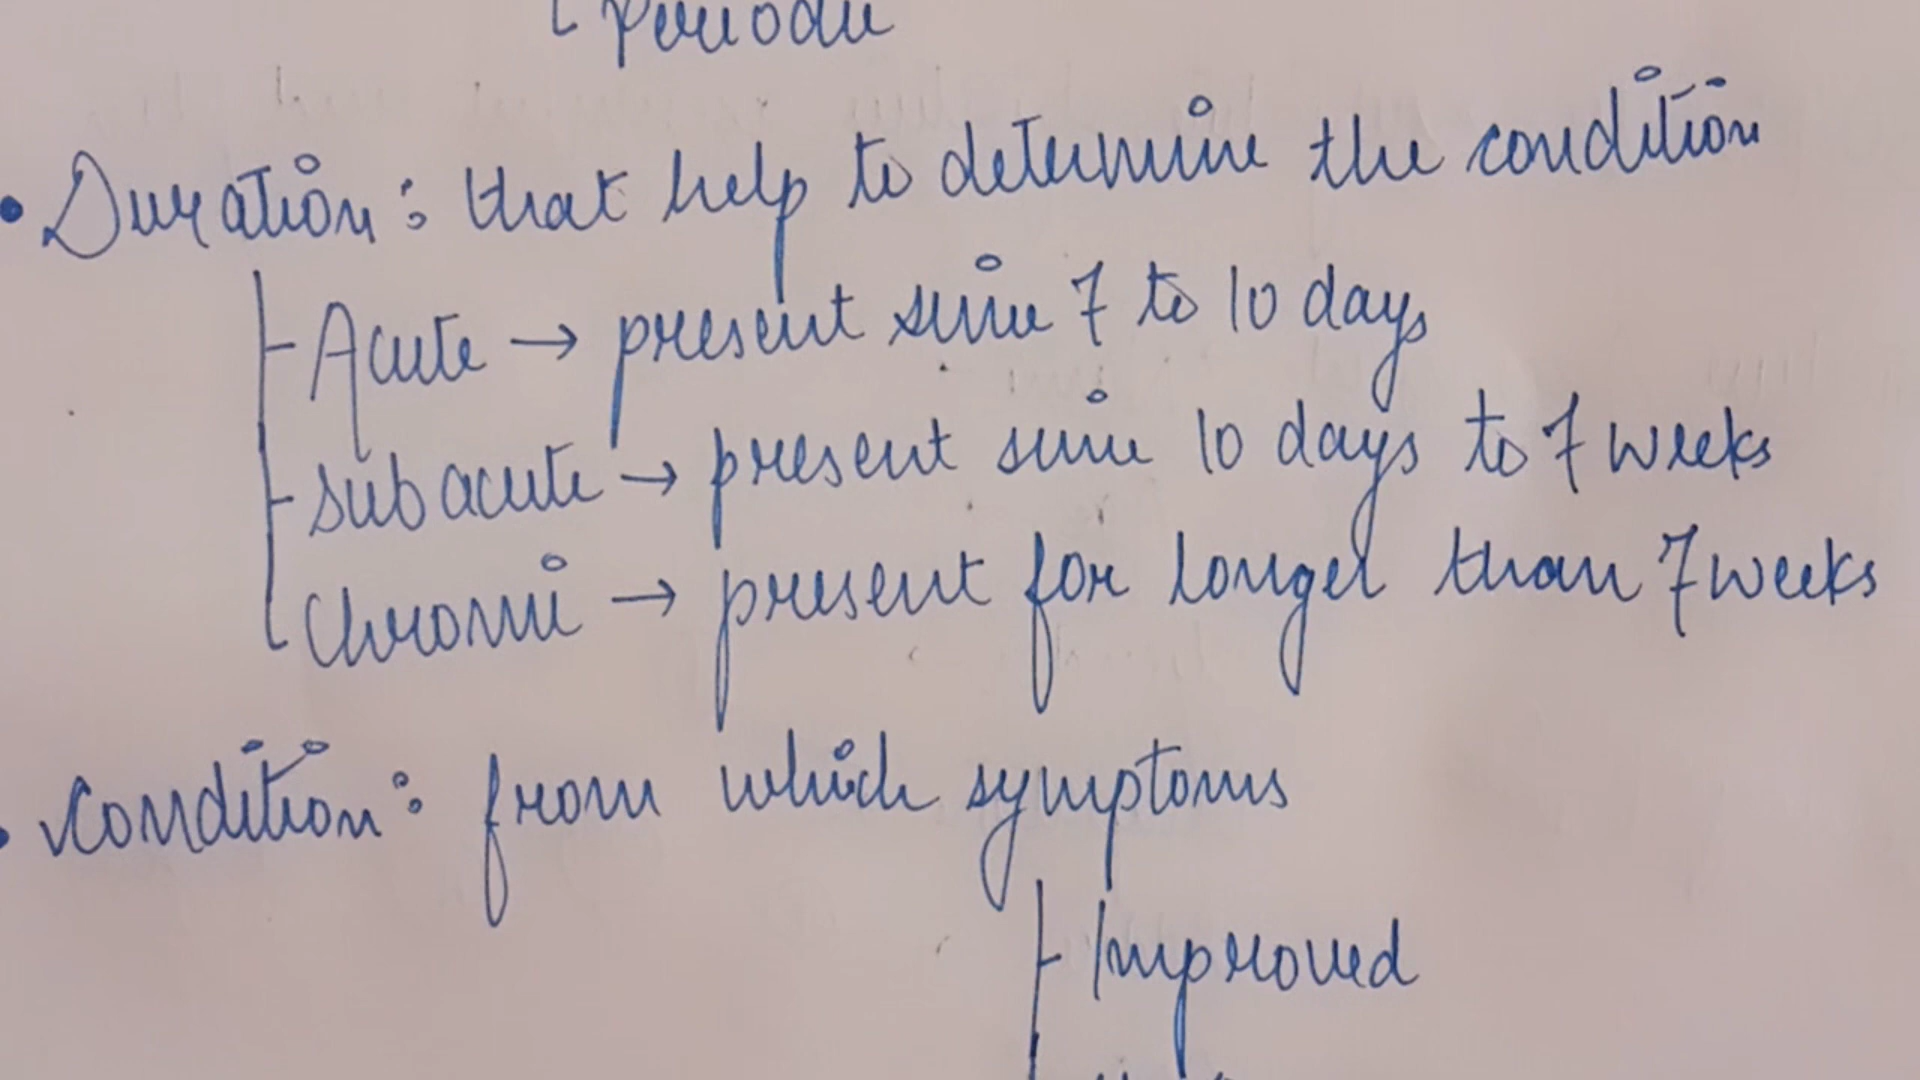 Periodic
• Duration : that help to determine the condition
Acute → present since 7 to 10 days
subacute → present since 10 days to 7 weeks
Chronic → present for longer than 7 weeks
• Condition : from which symptoms
Improved